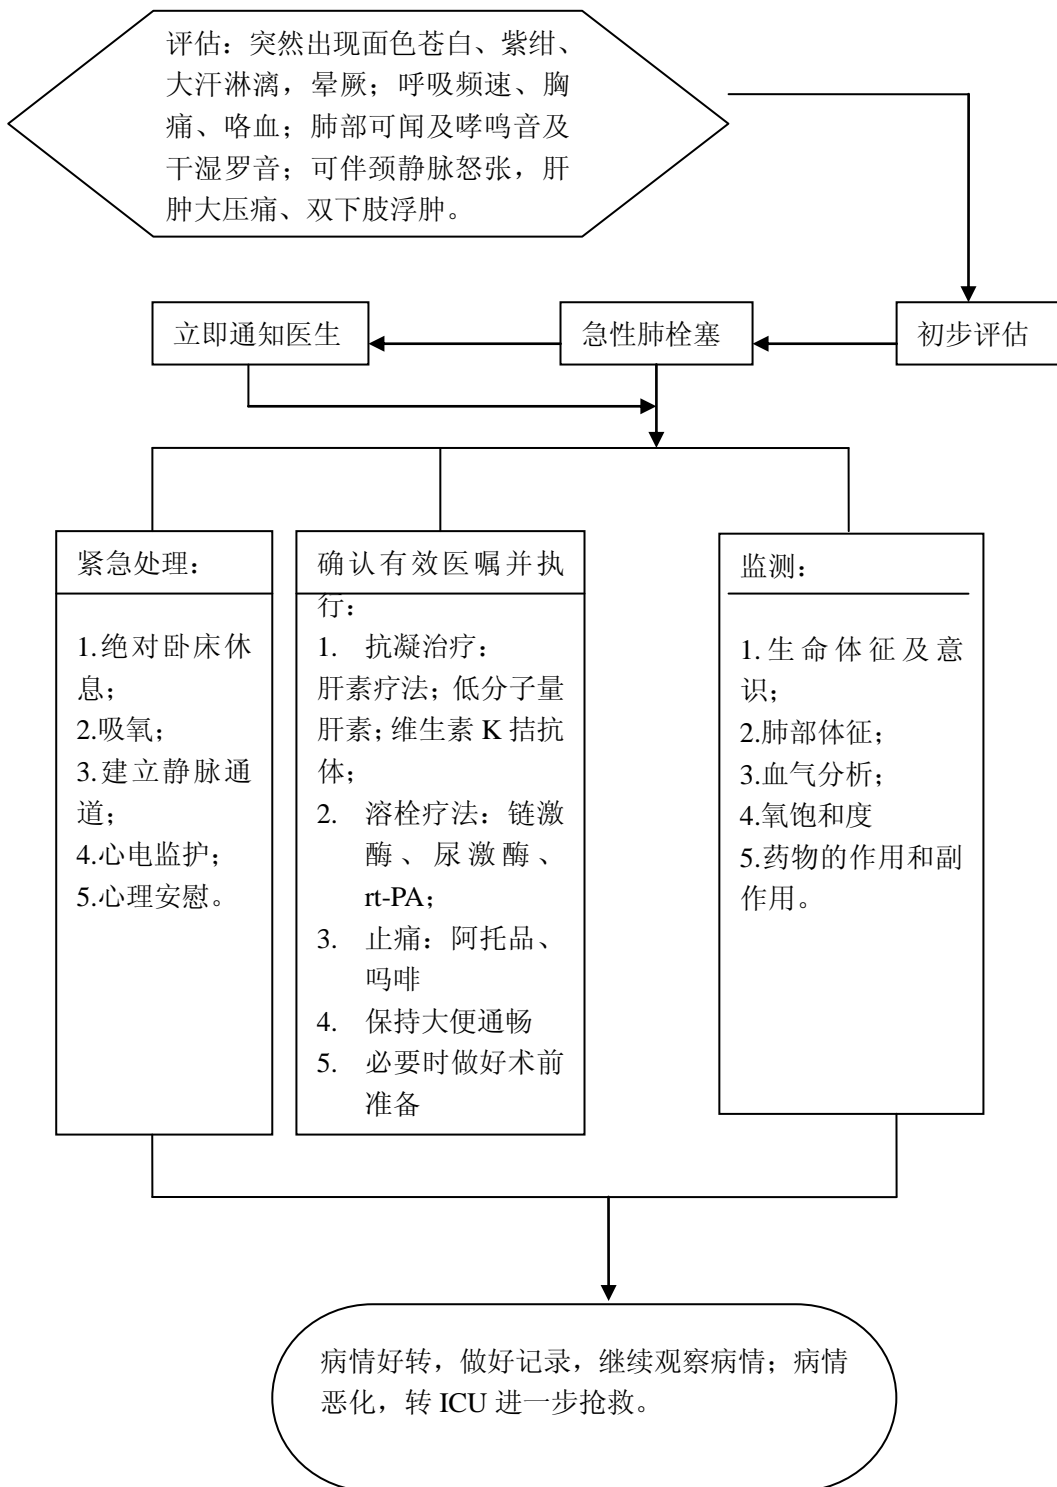 评估：突然出现面色苍白、紫绀、
大汗淋漓，晕厥；呼吸频速、胸
痛、咯血；肺部可闻及哮鸣音及
干湿罗音；可伴颈静脉怒张，肝
肿大压痛、双下肢浮肿。
立即通知医生
急性肺栓塞
初步评估
紧急处理：
1.绝对卧床休
息；
2.吸氧；
3.建立静脉通
道；
4.心电监护；
5.心理安慰。
确认有效医嘱并执
行：
1. 抗凝治疗：
肝素疗法；低分子量
肝素；维生素 K 拮抗
体；
2. 溶栓疗法：链激
酶、尿激酶、
rt-PA；
3. 止痛：阿托品、
吗啡
4. 保持大便通畅
5. 必要时做好术前
准备
监测：
1.生命体征及意
识；
2.肺部体征；
3.血气分析；
4.氧饱和度
5.药物的作用和副
作用。
病情好转，做好记录，继续观察病情；病情
恶化，转 ICU 进一步抢救。